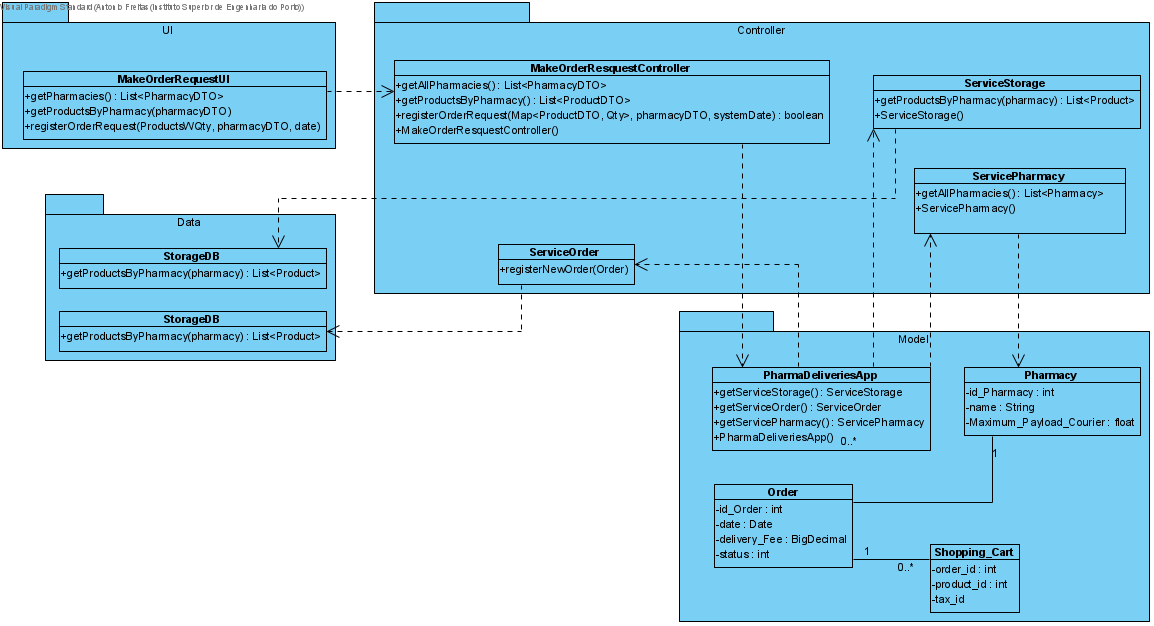 Visual Paradigm Standard (Antonio Freitas (Instituto Superior de Engenharia do Porto))
UI
MakeOrderRequestUI
+getPharmacies() : List<PharmacyDTO>
+getProductsByPharmacy(pharmacyDTO)
+registerOrderRequest(ProductsWQty, pharmacyDTO, date)
Controller
MakeOrderResquestController
+getAllPharmacies() : List<PharmacyDTO>
+getProductsByPharmacy() : List<ProductDTO>
+registerOrderRequest(Map<ProductDTO, Qty>, pharmacyDTO, systemDate) : boolean
+MakeOrderResquestController()
ServiceStorage
+getProductsByPharmacy(pharmacy) : List<Product>
+ServiceStorage()
ServicePharmacy
+getAllPharmacies() : List<Pharmacy>
+ServicePharmacy()
ServiceOrder
+registerNewOrder(Order)
Data
StorageDB
+getProductsByPharmacy(pharmacy) : List<Product>
StorageDB
+getProductsByPharmacy(pharmacy) : List<Product>
Model
PharmaDeliveriesApp
+getServiceStorage() : ServiceStorage
+getServiceOrder() : ServiceOrder
+getServicePharmacy() : ServicePharmacy
+PharmaDeliveriesApp()
0..*
Pharmacy
-id_Pharmacy : int
-name : String
-Maximum_Payload_Courier : float
1
Order
-id_Order : int
-date : Date
-delivery_Fee : BigDecimal
-status : int
1
0..*
Shopping_Cart
-order_id : int
-product_id : int
-tax_id